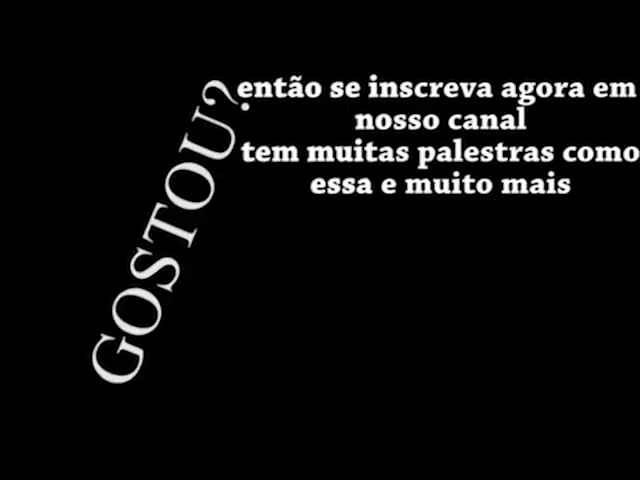 GOSTOU?
então se inscreva agora em
nosso canal
tem muitas palestras como
essa e muito mais